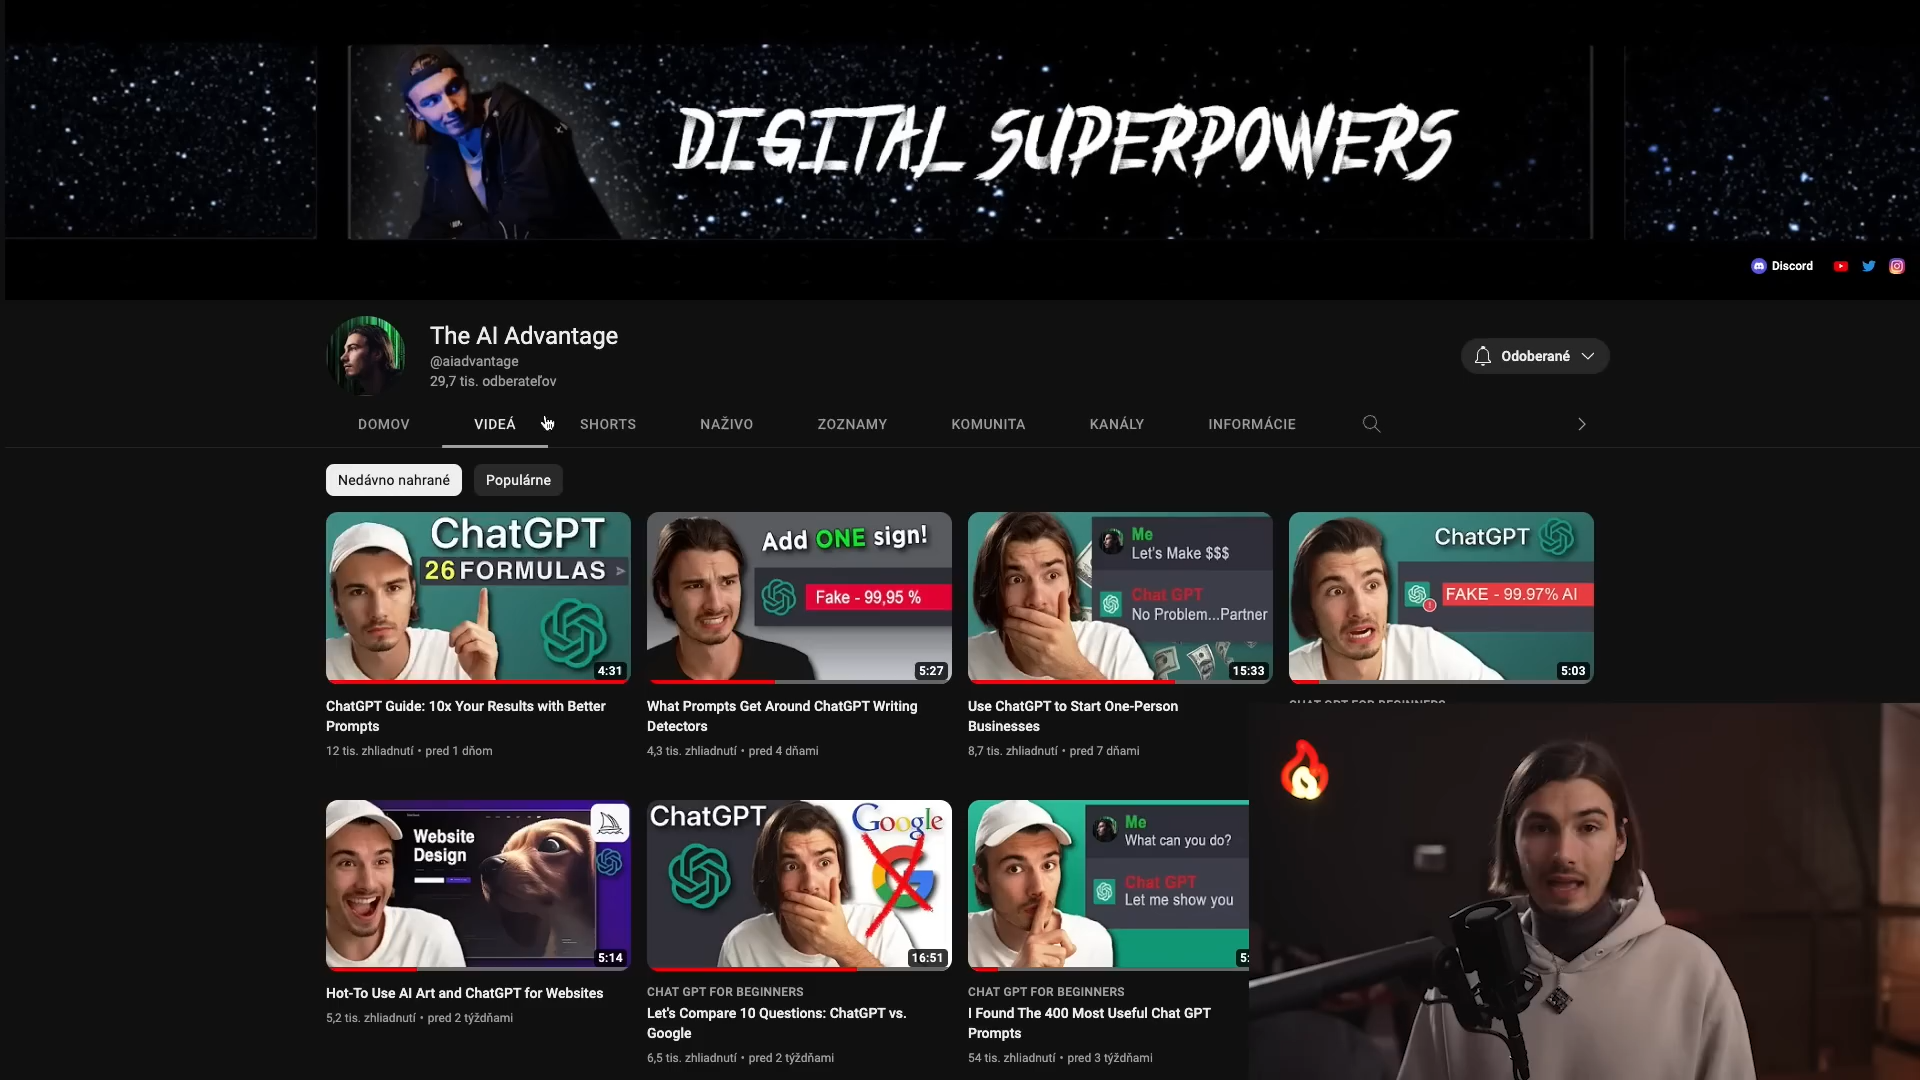 DIGITAL SUPERPOWERS
Discord
The AI Advantage
@aiadvantage
29,7 tis. odberateľov
Odoberané
DOMOV VIDEÁ SHORTS NAŽIVO ZOZNAMY KOMUNITA KANÁLY INFORMÁCIE
Nedávno nahrané Populárne
ChatGPT
26 FORMULAS
4:31
ChatGPT Guide: 10x Your Results with Better
Prompts
12 tis. zhliadnutí • pred 1 dňom
Add ONE sign!
Fake - 99,95 %
5:27
What Prompts Get Around ChatGPT Writing
Detectors
4,3 tis. zhliadnutí • pred 4 dňami
Me
Let's Make $$$
Chat GPT
No Problem...Partner
15:33
Use ChatGPT to Start One-Person
Businesses
8,7 tis. zhliadnutí • pred 7 dňami
ChatGPT
FAKE - 99.97% AI
5:03
CHAT GPT FOR BEGINNERS
Website
Design
5:14
Hot-To Use AI Art and ChatGPT for Websites
5,2 tis. zhliadnutí • pred 2 týždňami
ChatGPT
Google
16:51
CHAT GPT FOR BEGINNERS
Let's Compare 10 Questions: ChatGPT vs.
Google
6,5 tis. zhliadnutí • pred 2 týždňami
Me
What can you do?
Chat GPT
Let me show you
5:
CHAT GPT FOR BEGINNERS
I Found The 400 Most Useful Chat GPT
Prompts
54 tis. zhliadnutí • pred 3 týždňami